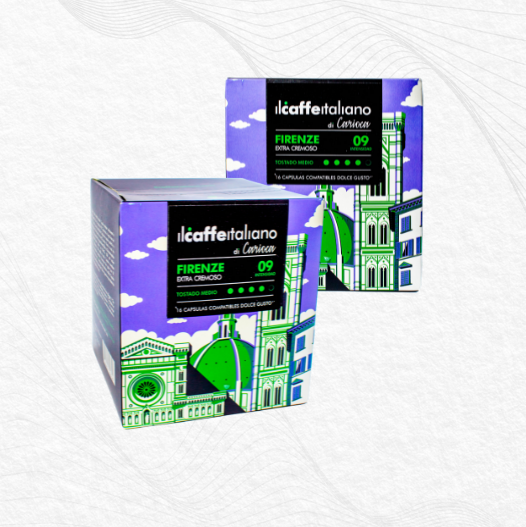 ilcaffeitaliano
di Carioca
FIRENZE 09
EXTRA CREMOSO
TOSTADO MEDIO
16 CAPSULAS COMPATIBLES DOLCE GUSTO
ilcaffeitaliano
di Carioca
FIRENZE 09
EXTRA CREMOSO
TOSTADO MEDIO
16 CAPSULAS COMPATIBLES DOLCE GUSTO